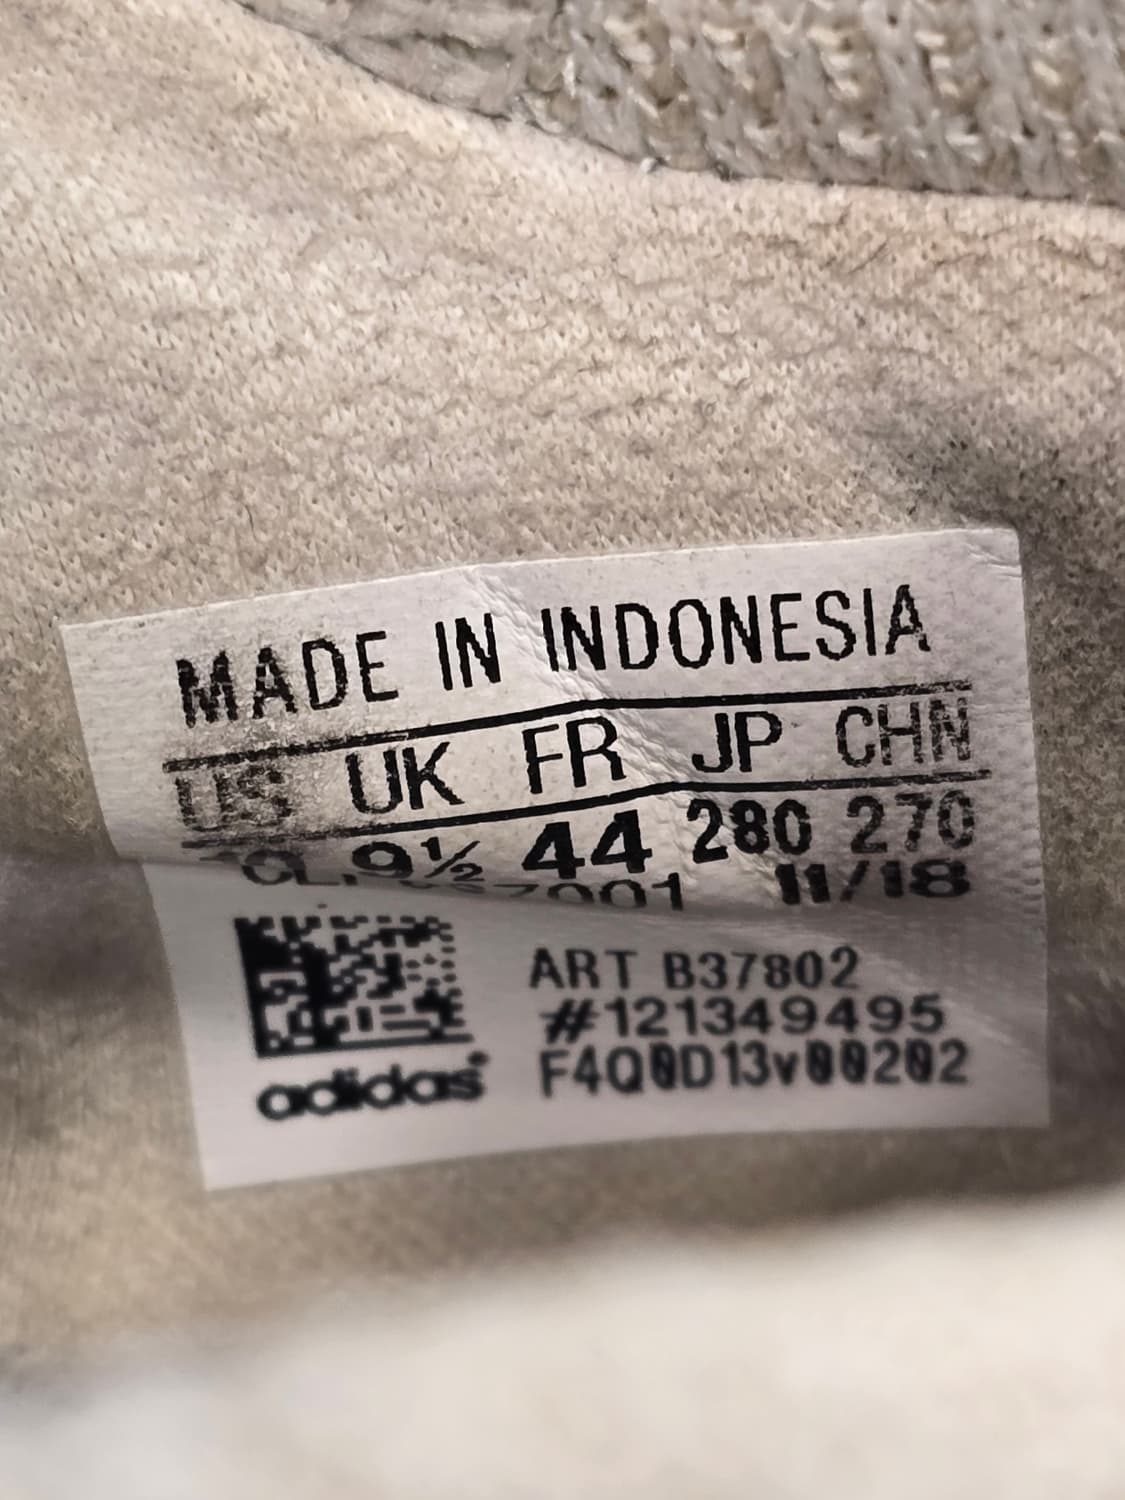 MADE IN INDONESIA
US UK FR JP CHN
9½ 44 280 270
11/18
ART B37802
#121349495
F4Q0D13v00202
adidas